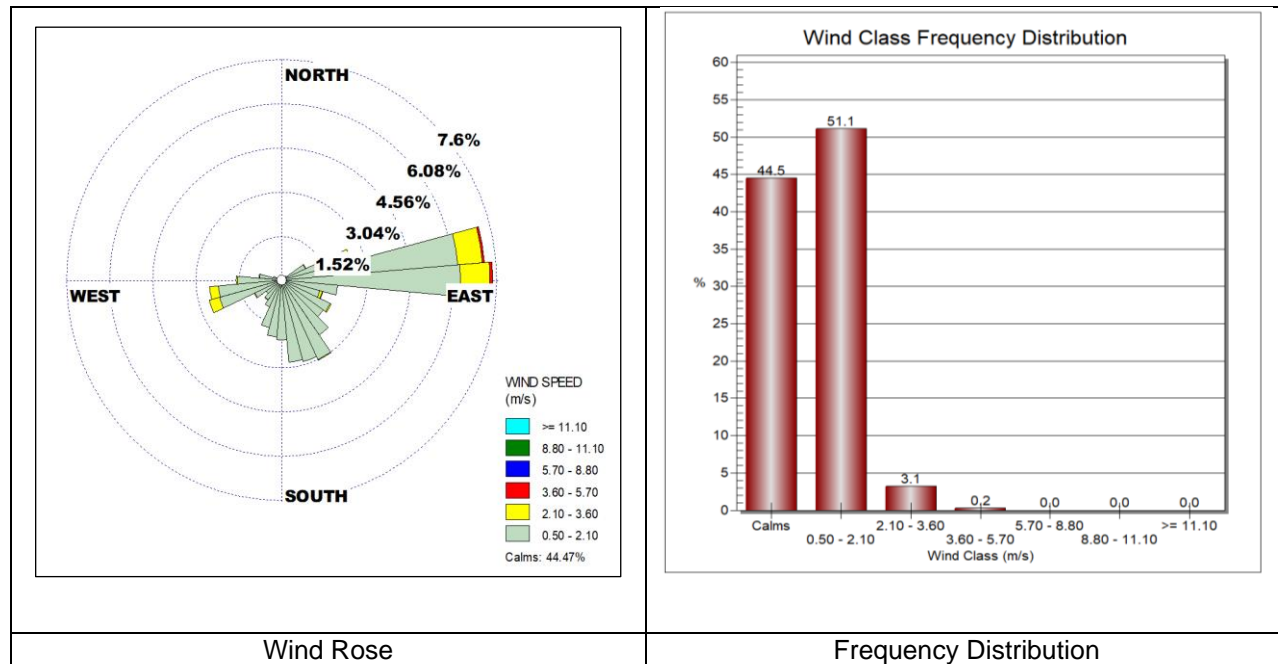 NORTH
7.6%
6.08%
4.56%
3.04%
1.52%
WEST
EAST
SOUTH
WIND SPEED
(m/s)
>= 11.10
8.80 - 11.10
5.70 - 8.80
3.60 - 5.70
2.10 - 3.60
0.50 - 2.10
Calms: 44.47%
Wind Rose
Wind Class Frequency Distribution
%
60
55
50
45
40
35
30
25
20
15
10
5
0
44.5
51.1
3.1
0.2
0.0
0.0
0.0
Calms
0.50 - 2.10
2.10 - 3.60
3.60 - 5.70
5.70 - 8.80
8.80 - 11.10
>= 11.10
Wind Class (m/s)
Frequency Distribution